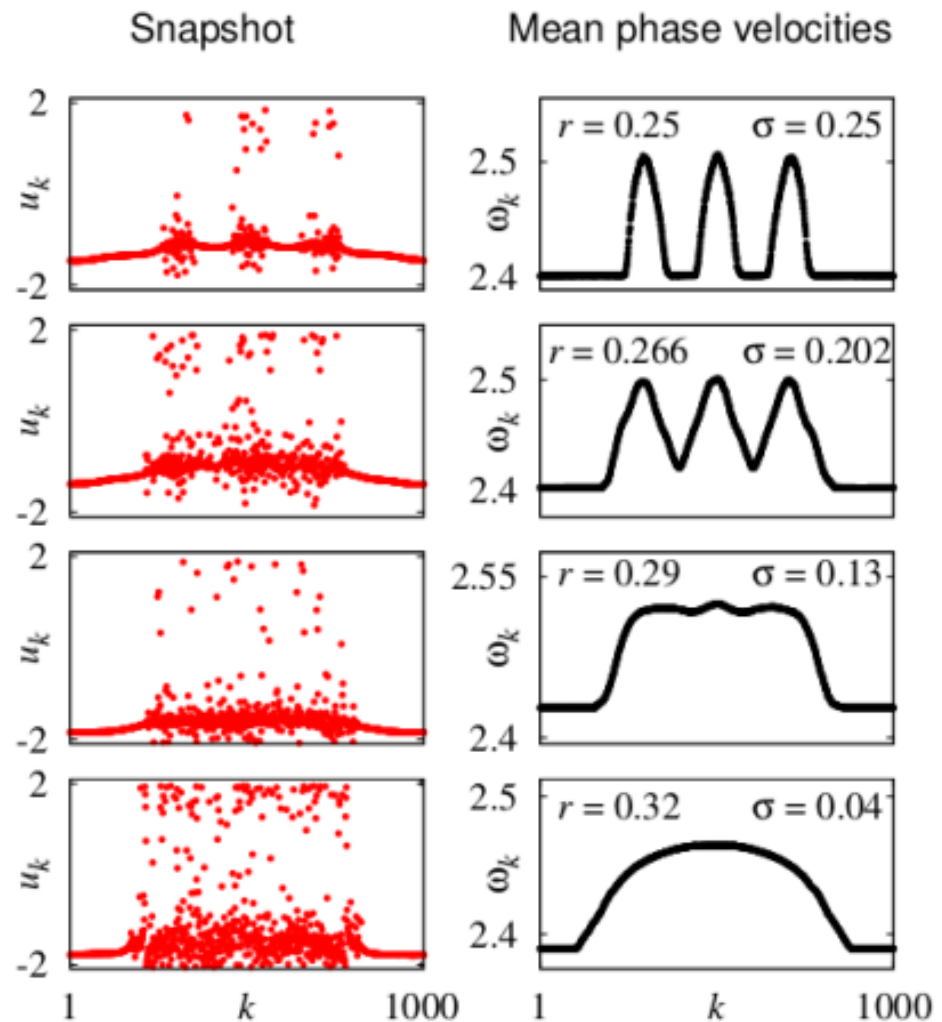 Snapshot
Mean phase velocities
2
u_k
-2
r = 0.25 σ = 0.25
2.5
ω_k
2.4
2
u_k
-2
r = 0.266 σ = 0.202
2.5
ω_k
2.4
2
u_k
-2
2.55
r = 0.29 σ = 0.13
ω_k
2.4
2
u_k
-2
2.5
r = 0.32 σ = 0.04
ω_k
2.4
1 k 1000
1 k 1000